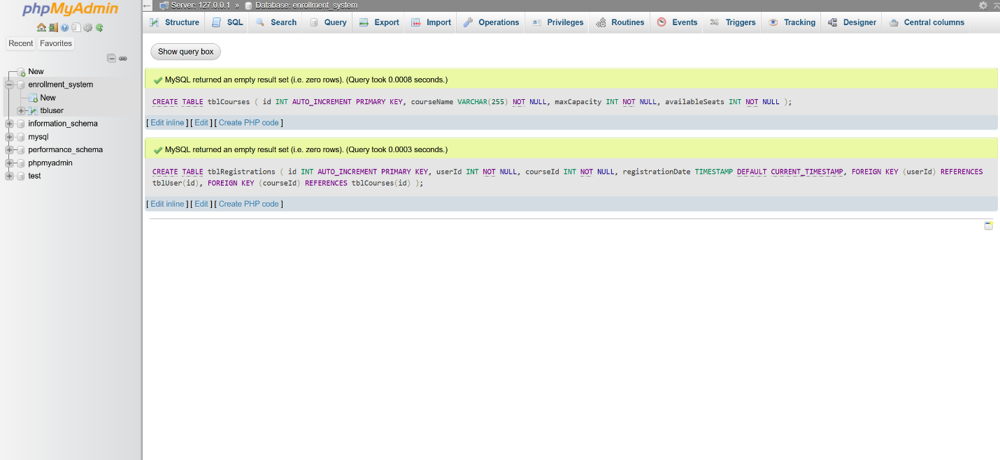 phpMyAdmin
Recent Favorites
New
enrollment_system
New
tbluser
information_schema
mysql
performance_schema
phpmyadmin
test
Server: 127.0.0.1 » Database: enrollment_system
Structure SQL Search Query Export Import Operations Privileges Routines Events Triggers Tracking Designer Central columns
Show query box
MySQL returned an empty result set (i.e. zero rows). (Query took 0.0008 seconds.)
CREATE TABLE tblCourses ( id INT AUTO_INCREMENT PRIMARY KEY, courseName VARCHAR(255) NOT NULL, maxCapacity INT NOT NULL, availableSeats INT NOT NULL );
[ Edit inline ] [ Edit ] [ Create PHP code ]
MySQL returned an empty result set (i.e. zero rows). (Query took 0.0003 seconds.)
CREATE TABLE tblRegistrations ( id INT AUTO_INCREMENT PRIMARY KEY, userId INT NOT NULL, courseId INT NOT NULL, registrationDate TIMESTAMP DEFAULT CURRENT_TIMESTAMP, FOREIGN KEY (userId) REFERENCES
tblUser(id), FOREIGN KEY (courseId) REFERENCES tblCourses(id) );
[ Edit inline ] [ Edit ] [ Create PHP code ]